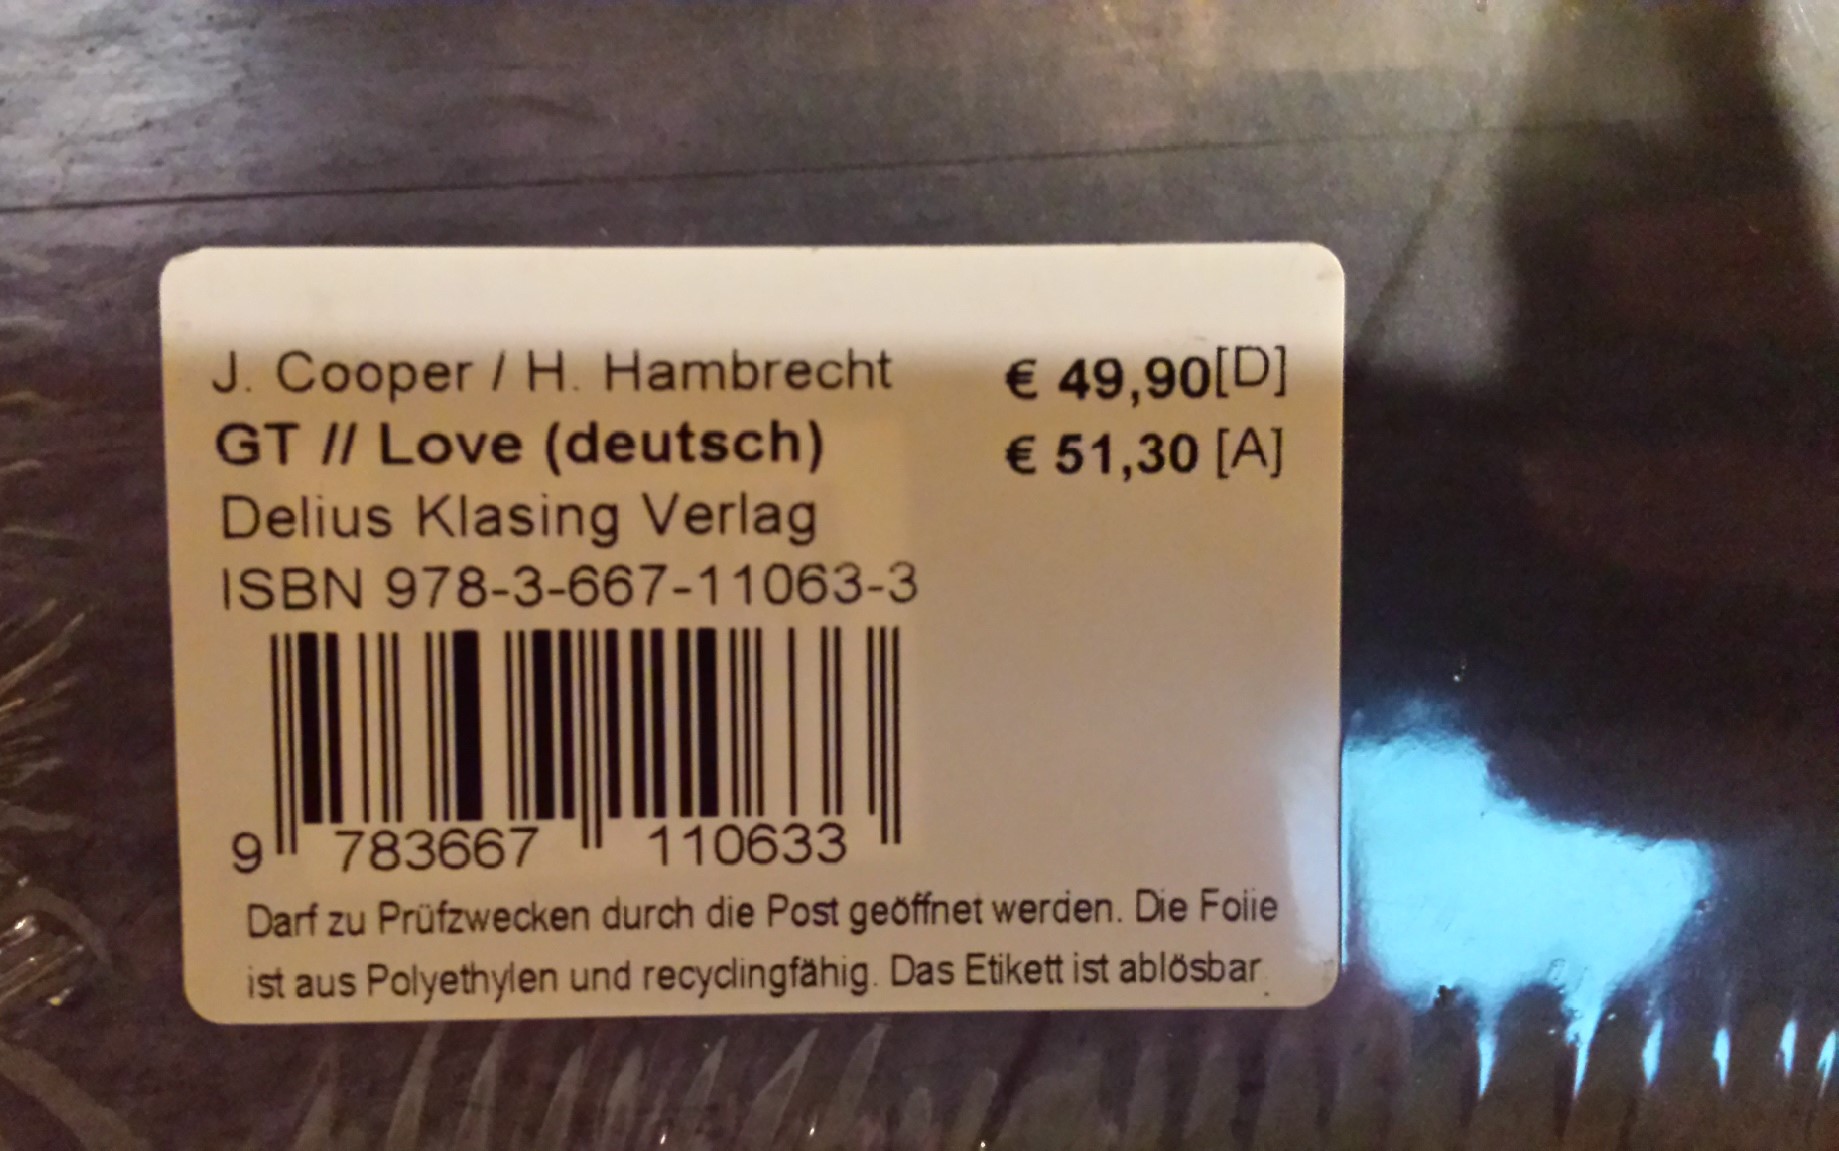 J. Cooper / H. Hambrecht € 49,90[D]
GT // Love (deutsch) € 51,30 [A]
Delius Klasing Verlag
ISBN 978-3-667-11063-3
9 783667 110633
Darf zu Prüfzwecken durch die Post geöffnet werden. Die Folie
ist aus Polyethylen und recyclingfähig. Das Etikett ist ablösbar.